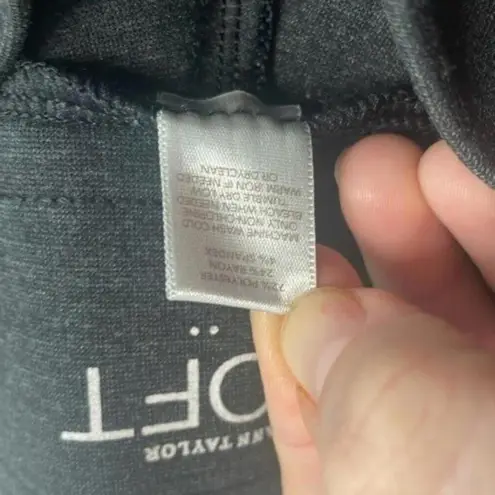 72% POLYESTER
24% RAYON
4% SPANDEX
MACHINE WASH COLD
ONLY NON-CHLORINE
BLEACH WHEN NEEDED
TUMBLE DRY LOW
WARM IRON IF NEEDED
OR DRYCLEAN
ANN TAYLOR
OFT